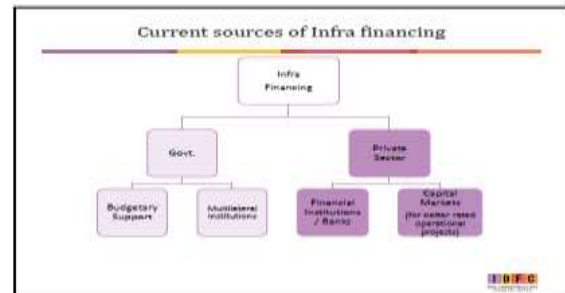 Current sources of Infra financing
Infra
Financing
Govt.
Private
Sector
Budgetary
Support
Multilateral
Institutions
Financial
Institutions
/ Banks
Capital
Markets
(for better rated
operational
projects)
IDFC